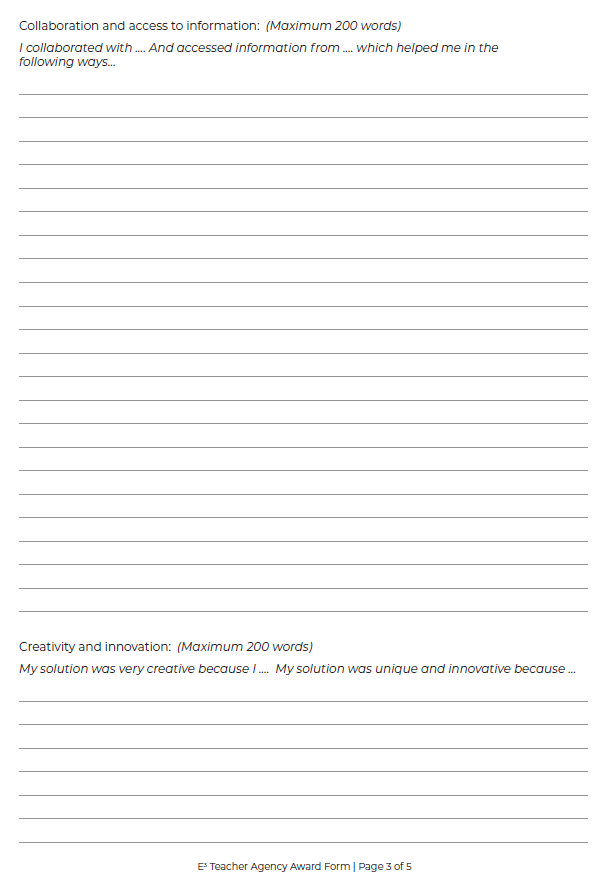 Collaboration and access to information: (Maximum 200 words)
I collaborated with .... And accessed information from .... which helped me in the
following ways...
Creativity and innovation: (Maximum 200 words)
My solution was very creative because I .... My solution was unique and innovative because ...
E³ Teacher Agency Award Form | Page 3 of 5